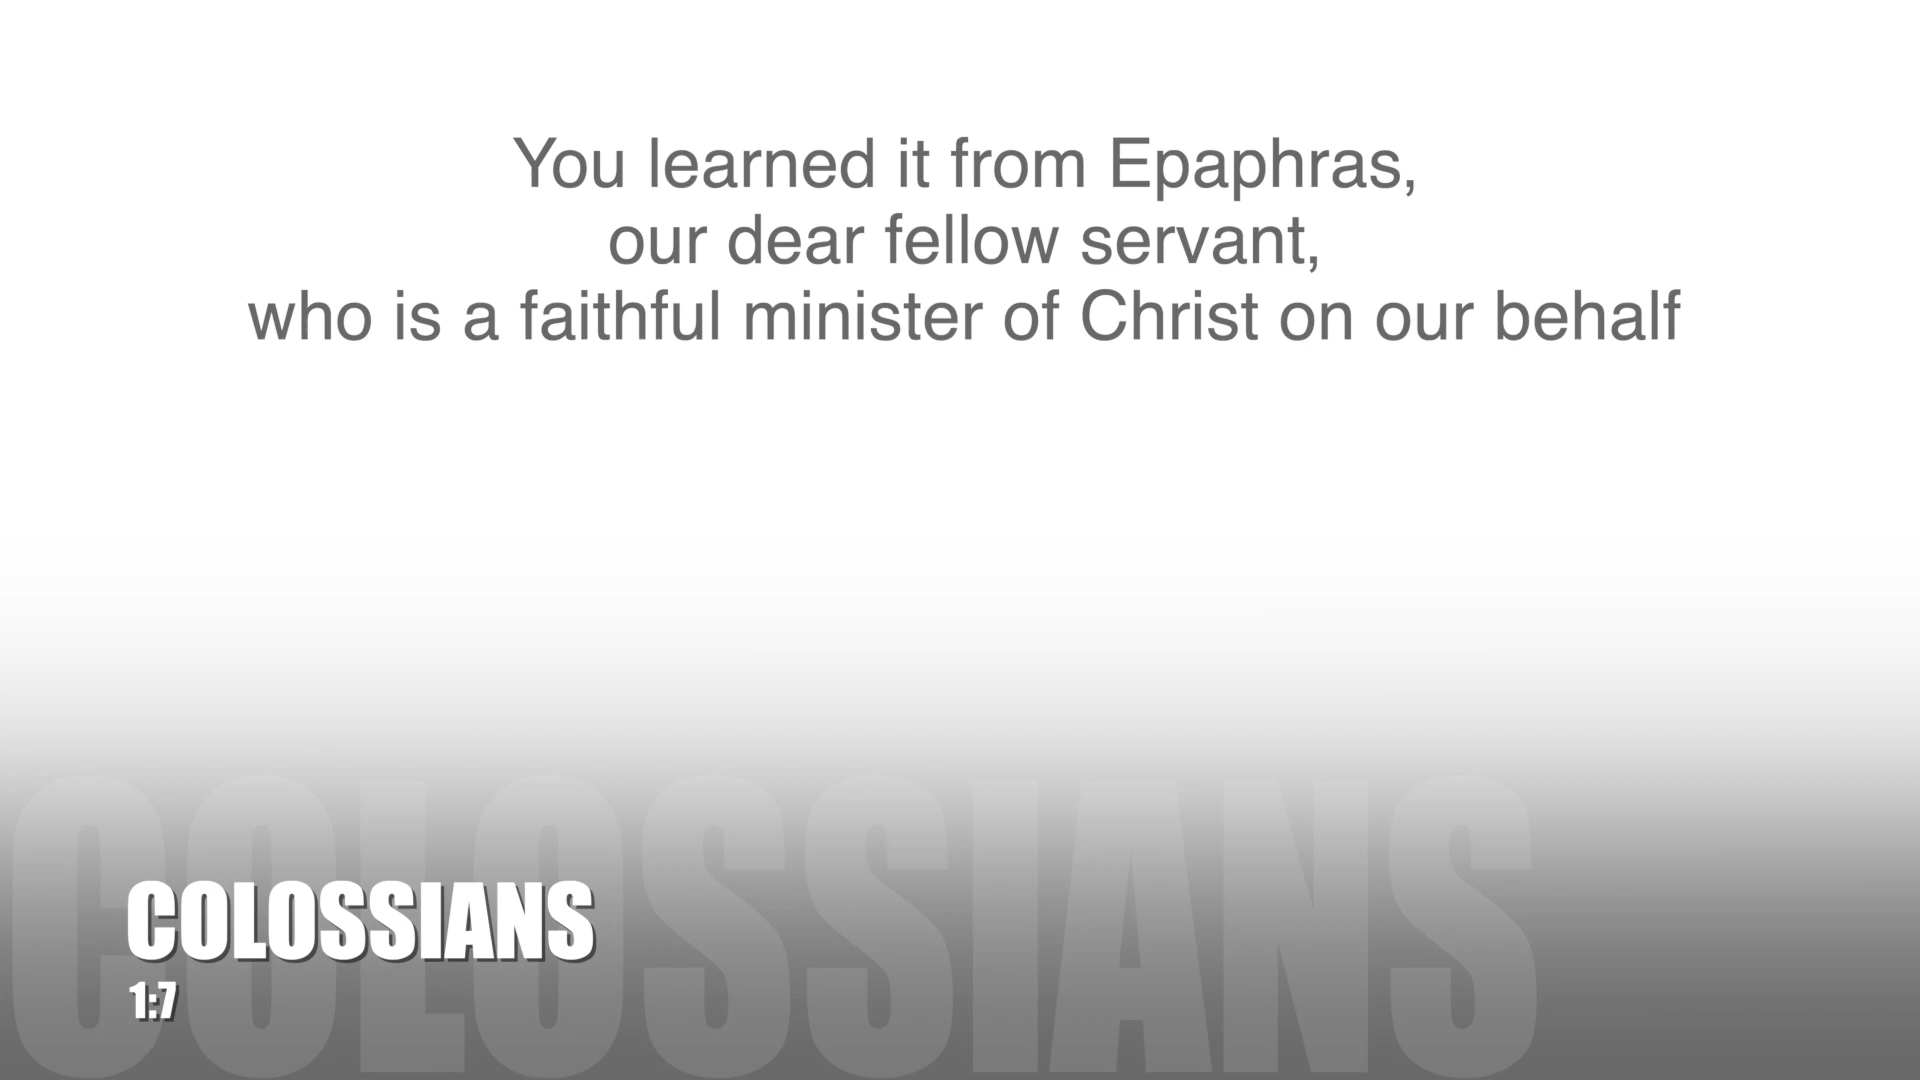 You learned it from Epaphras,
our dear fellow servant,
who is a faithful minister of Christ on our behalf
COLOSSIANS
COLOSSIANS
1:7